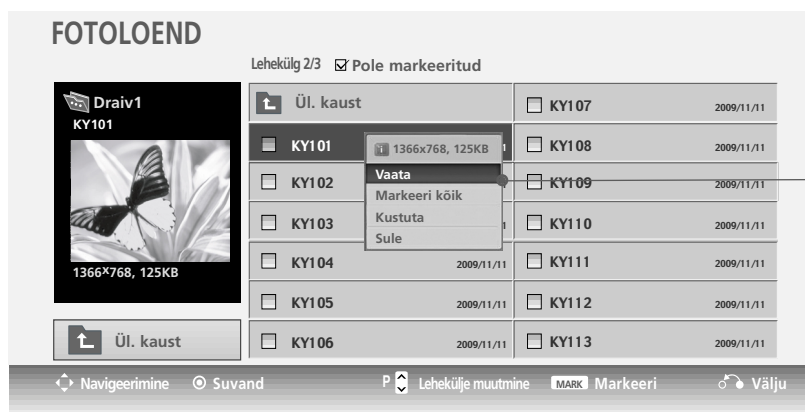 FOTOLOEND
Lehekülg 2/3 Pole markeeritud
Draiv1
KY101
1366x768, 125KB
Ül. kaust
Ül. kaust
KY101 1
KY102
KY103 1
KY104 2009/11/11
KY105 2009/11/11
KY106 2009/11/11
1366x768, 125KB
Vaata
Markeeri kõik
Kustuta
Sule
KY107 2009/11/11
KY108 2009/11/11
KY109 2009/11/11
KY110 2009/11/11
KY111 2009/11/11
KY112 2009/11/11
KY113 2009/11/11
Navigeerimine Suvand P Lehekülje muutmine MARK Markeeri Välju